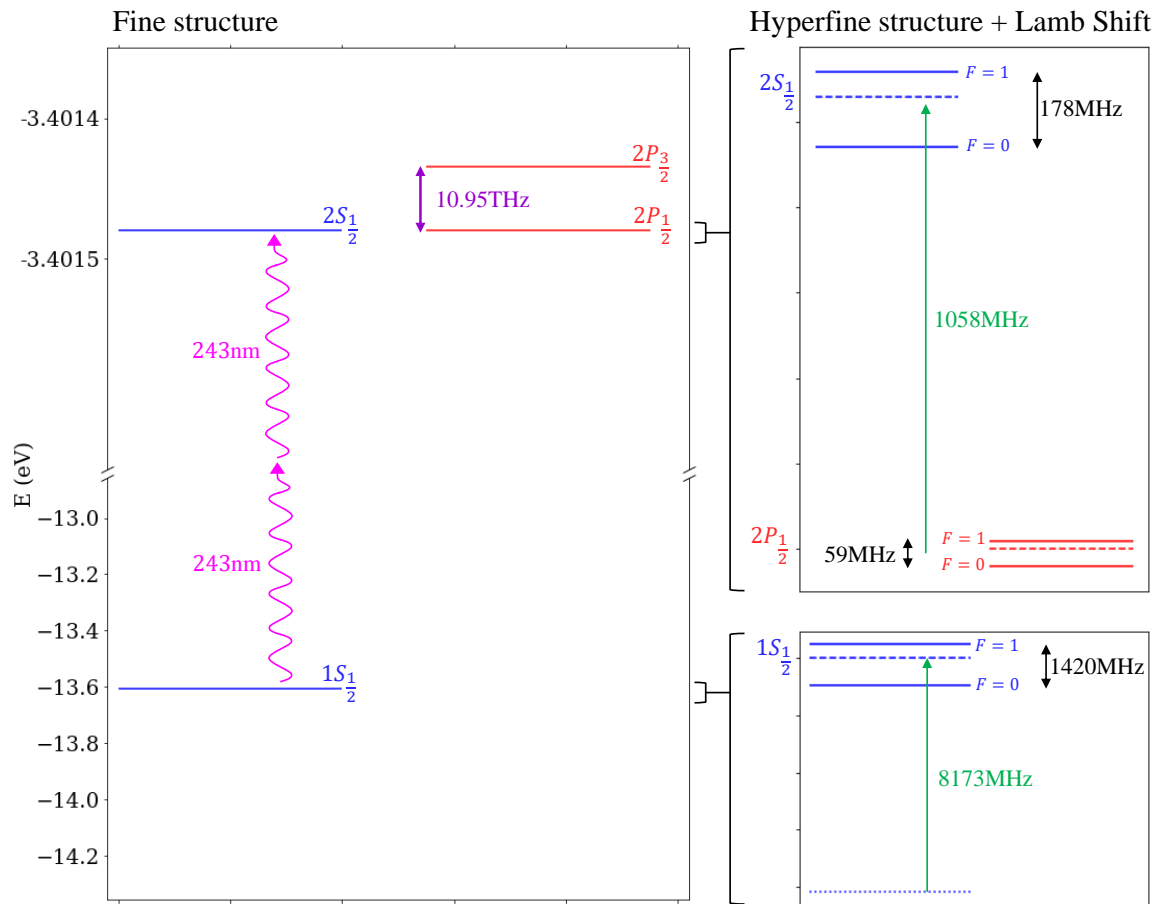 Fine structure
Hyperfine structure + Lamb Shift
E (eV)
-3.4014
-3.4015
−13.0
−13.2
−13.4
−13.6
−13.8
−14.0
−14.2
2P3/2
10.95THz
2S1/2
2P1/2
243nm
243nm
1S1/2
2S1/2
F = 1
178MHz
F = 0
1058MHz
2P1/2
F = 1
59MHz
F = 0
1S1/2
F = 1
1420MHz
F = 0
8173MHz